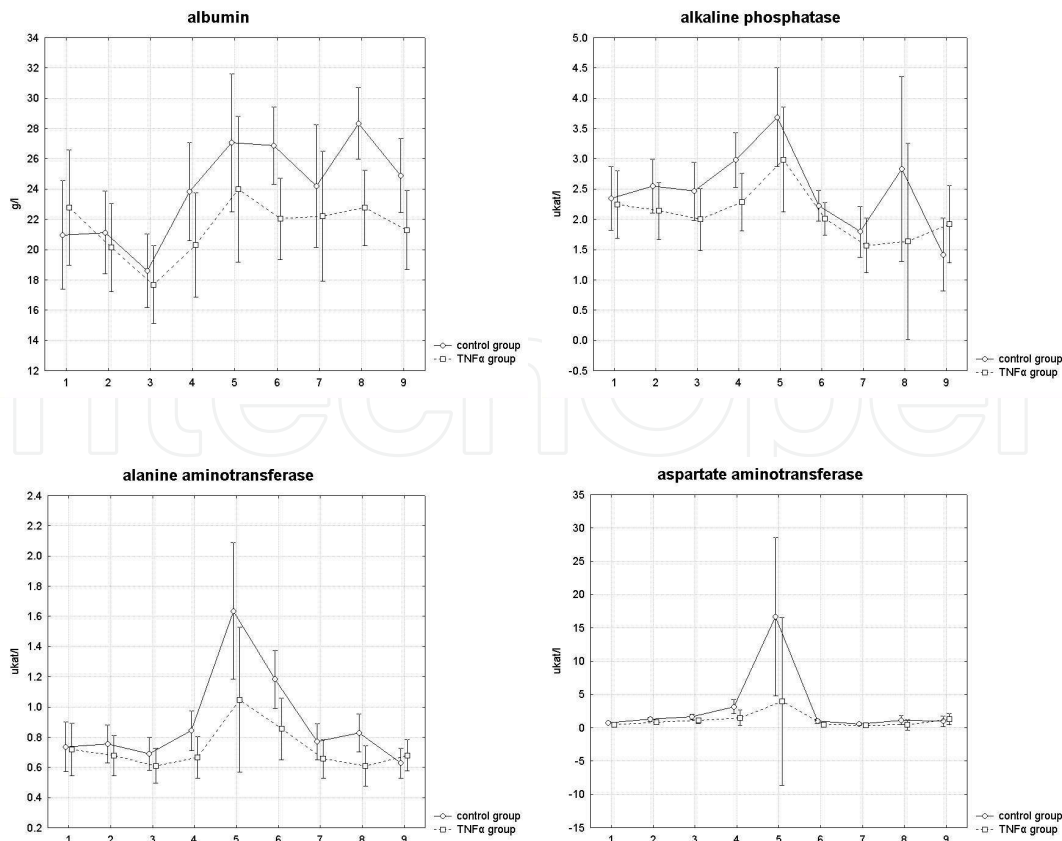 albumin
g/l
34
32
30
28
26
24
22
20
18
16
14
12
1 2 3 4 5 6 7 8 9
control group
TNFα group
alkaline phosphatase
ukat/l
5.0
4.5
4.0
3.5
3.0
2.5
2.0
1.5
1.0
0.5
0.0
-0.5
1 2 3 4 5 6 7 8 9
control group
TNFα group
alanine aminotransferase
ukat/l
2.4
2.2
2.0
1.8
1.6
1.4
1.2
1.0
0.8
0.6
0.4
0.2
1 2 3 4 5 6 7 8 9
control group
TNFα group
aspartate aminotransferase
ukat/l
35
30
25
20
15
10
5
0
-5
-10
-15
1 2 3 4 5 6 7 8 9
control group
TNFα group